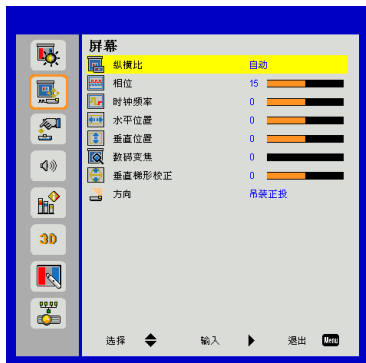 屏幕
纵横比 自动
相位 15
时钟频率 0
水平位置 0
垂直位置 0
数码变焦 0
垂直梯形校正 0
方向 吊装正投
3D
选择 输入 退出 Menu